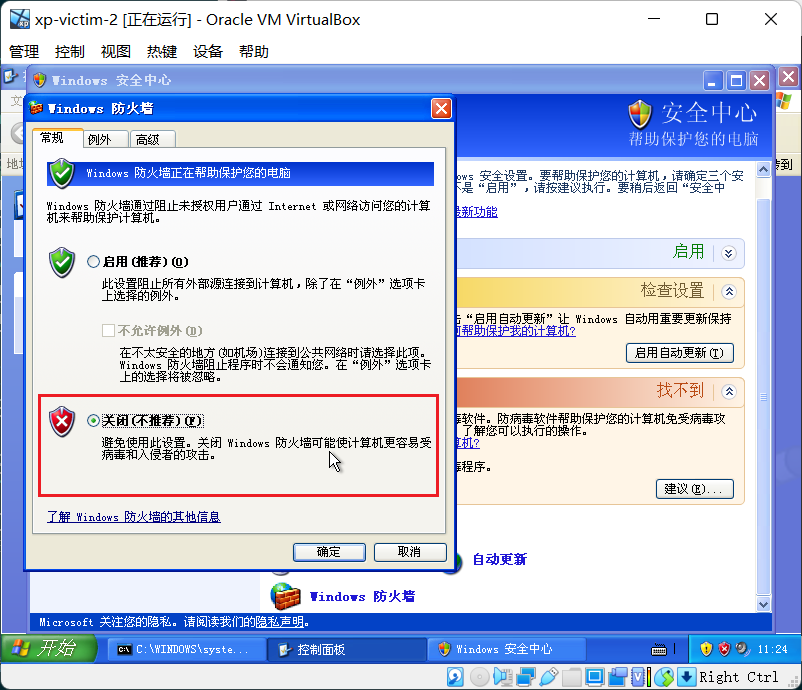 xp-victim-2 [正在运行] - Oracle VM VirtualBox
管理 控制 视图 热键 设备 帮助
Windows 安全中心
Windows 防火墙
常规 例外 高级
Windows 防火墙正在帮助保护您的电脑
Windows 防火墙通过阻止未授权用户通过 Internet 或网络访问您的计算
机来帮助保护计算机。
启用(推荐)(O)
此设置阻止所有外部源连接到计算机,除了在“例外”选项卡
上选择的例外。
不允许例外(D)
在不太安全的地方(如机场)连接到公共网络时请选择此项。
Windows 防火墙阻止程序时不会通知您。在“例外”选项卡
上的选择将被忽略。
关闭(不推荐)(F)
避免使用此设置。关闭 Windows 防火墙可能使计算机更容易受
病毒和入侵者的攻击。
了解 Windows 防火墙的其他信息
确定 取消
安全中心
帮助保护您的电脑
转到
ows 安全设置。要帮助保护您的计算机,请确定三个安
不是“启用”,请按建议执行。要稍后返回“安全中
最新功能
启用
检查设置
击“启用自动更新”让 Windows 自动用重要更新保持
可帮助保护我的计算机?
启用自动更新(T)
找不到
毒软件。防病毒软件帮助保护您的计算机免受病毒攻
了解您可以执行的操作。
算机?
毒程序。
建议(E)...
自动更新
Windows 防火墙
Microsoft 关注您的隐私。请阅读我们的隐私声明。
开始 C:\WINDOWS\syste... 控制面板 Windows 安全中心 11:24
Right Ctrl